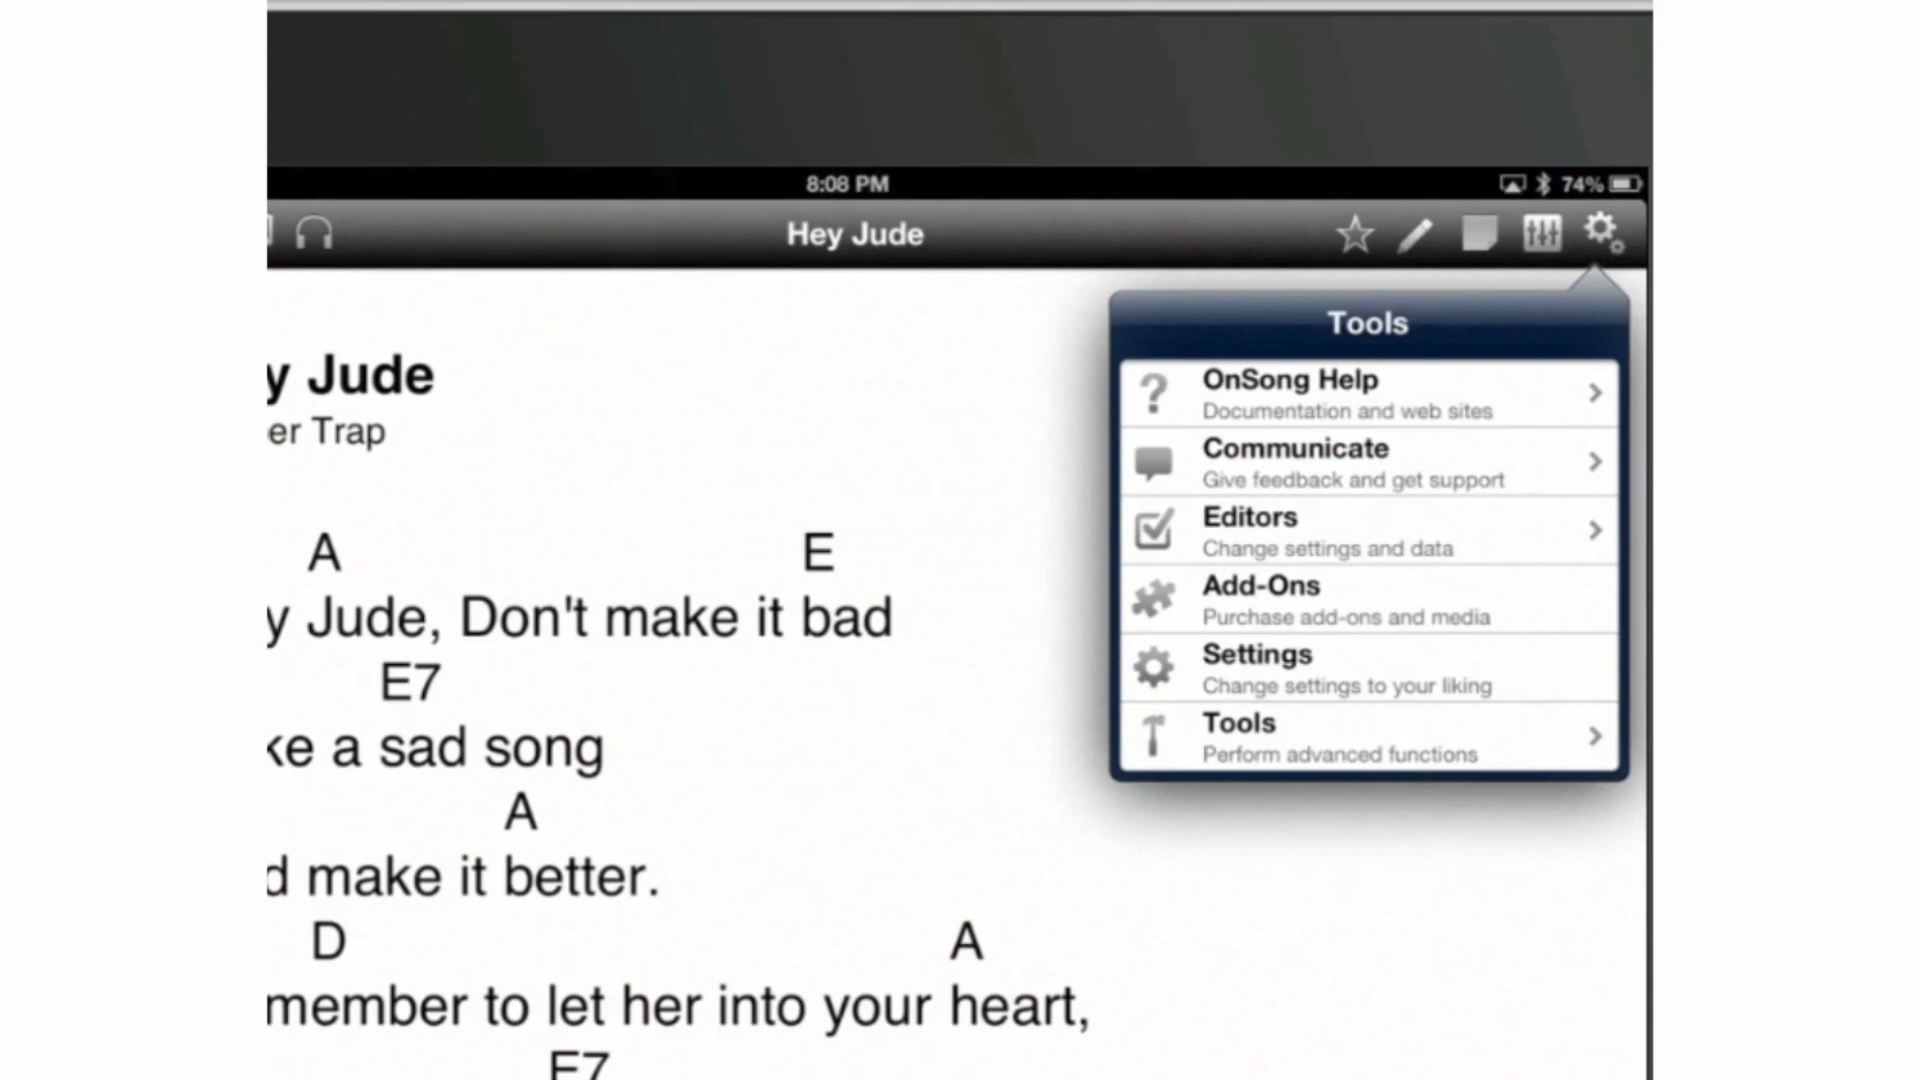 8:08 PM
74%
Hey Jude
Tools
OnSong Help
Documentation and web sites
Communicate
Give feedback and get support
Editors
Change settings and data
Add-Ons
Purchase add-ons and media
Settings
Change settings to your liking
Tools
Perform advanced functions
y Jude
er Trap
A E
y Jude, Don't make it bad
E7
ke a sad song
A
d make it better.
D A
member to let her into your heart,
E7